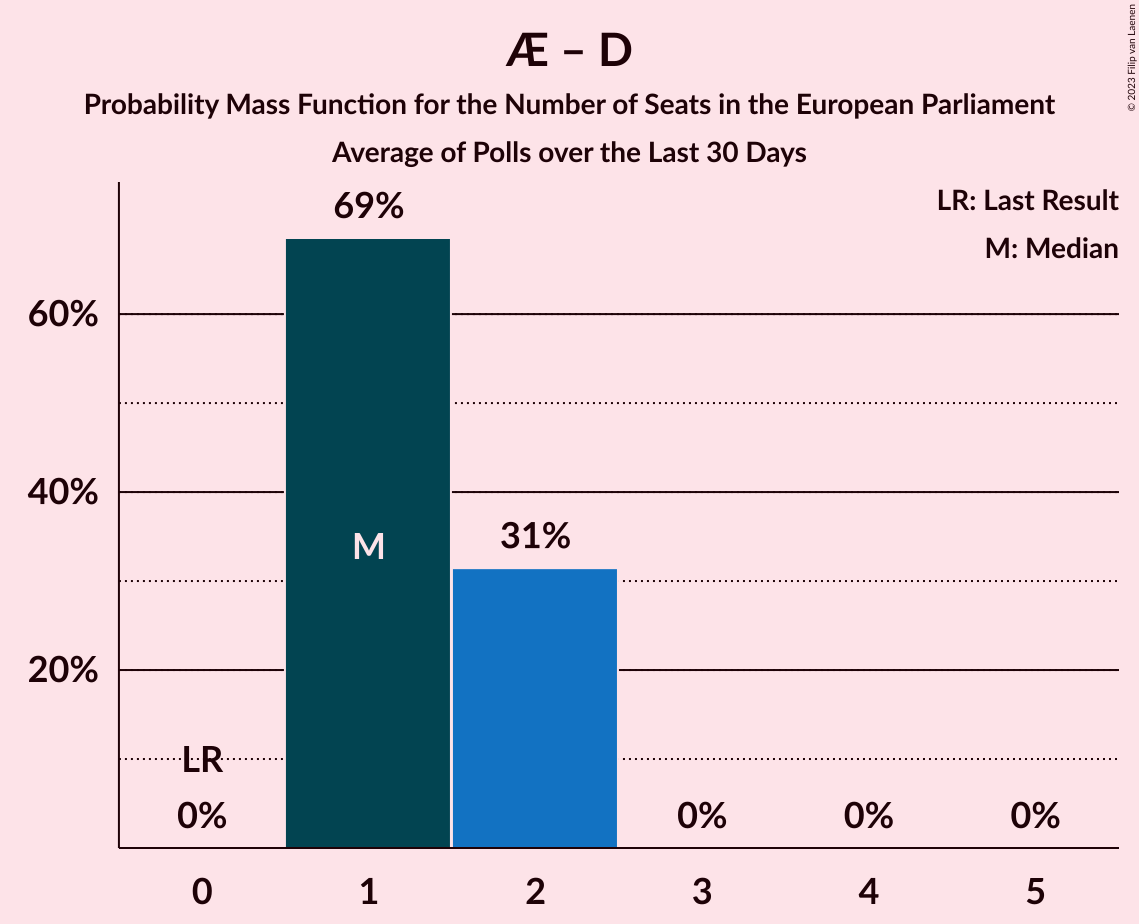 Æ – D
Probability Mass Function for the Number of Seats in the European Parliament
Average of Polls over the Last 30 Days
© 2023 Filip van Laenen
LR: Last Result
M: Median
69%
60%
40%
M
31%
20%
LR
0%
0%
0%
0%
0 1 2 3 4 5